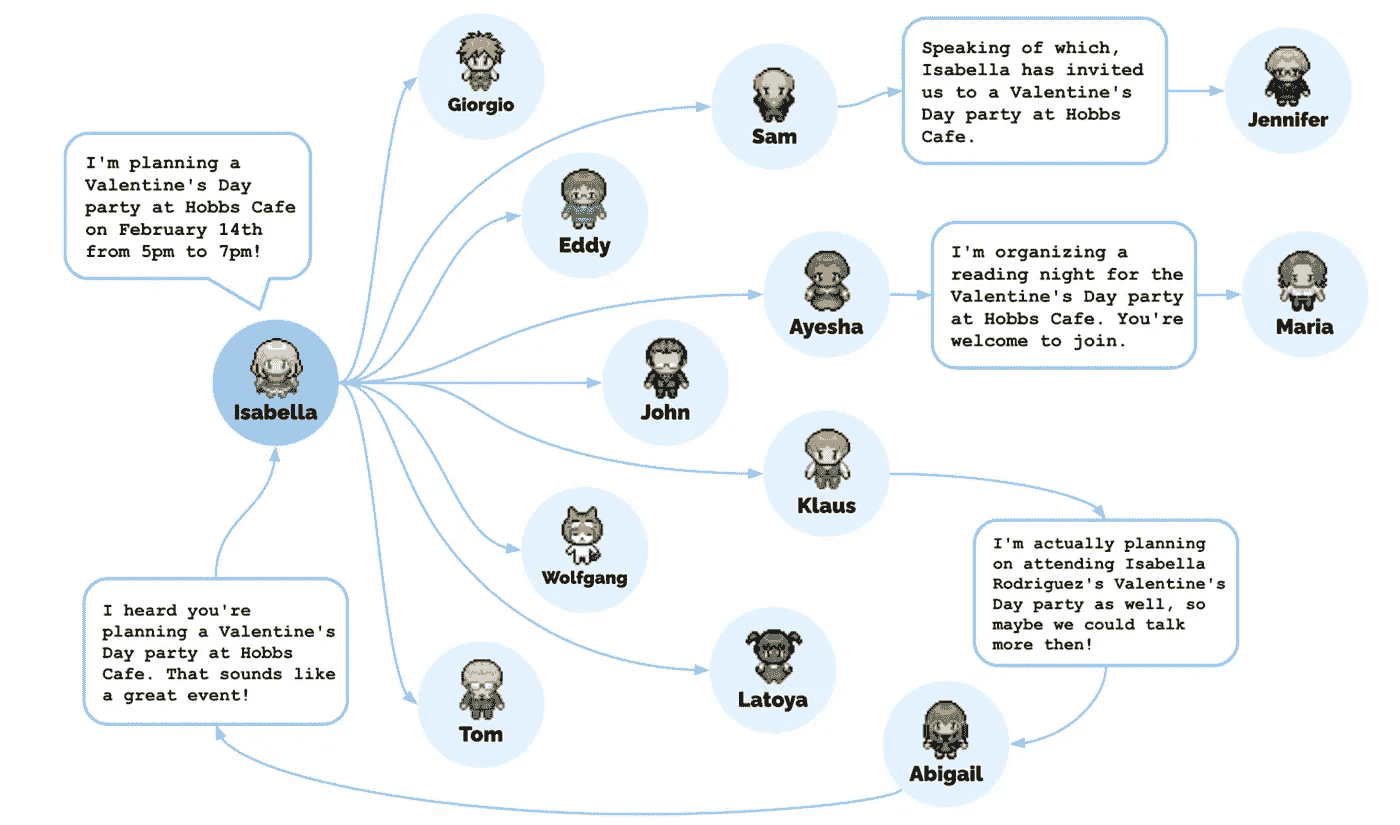 Giorgio
Speaking of which,
Isabella has invited
us to a Valentine's
Day party at Hobbs
Cafe.
Sam
Jennifer
I'm planning a
Valentine's Day
party at Hobbs Cafe
on February 14th
from 5pm to 7pm!
Eddy
I'm organizing a
reading night for the
Valentine's Day party
at Hobbs Cafe. You're
welcome to join.
Ayesha
Maria
Isabella
John
Klaus
I'm actually planning
on attending Isabella
Rodriguez's Valentine's
Day party as well, so
maybe we could talk
more then!
Wolfgang
I heard you're
planning a Valentine's
Day party at Hobbs
Cafe. That sounds like
a great event!
Latoya
Tom
Abigail